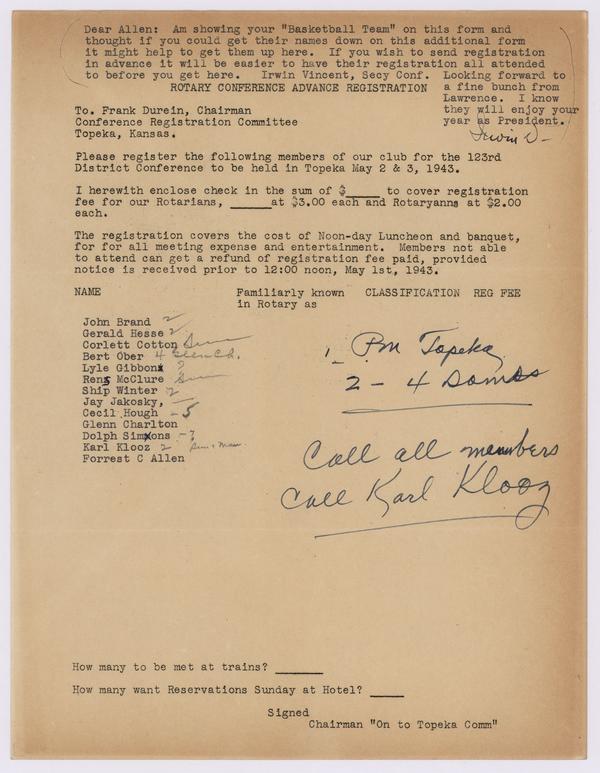 Dear Allen:  Am showing your "Basketball Team" on this form and
thought if you could get their names down on this additional form
it might help to get them up here.  If you wish to send registration
in advance it will be easier to have their registration all attended
to before you get here.   Irwin Vincent, Secy Conf.  Looking forward to
a fine bunch from
Lawrence.  I know
they will enjoy your
year as President.
Irwin V-
ROTARY CONFERENCE ADVANCE REGISTRATION
To. Frank Durein, Chairman
Conference Registration Committee
Topeka, Kansas.
Please register the following members of our club for the 123rd
District Conference to be held in Topeka May 2 & 3, 1943.
I herewith enclose check in the sum of $____ to cover registration
fee for our Rotarians, _____at $3.00 each and Rotaryanns at $2.00
each.
The registration covers the cost of Noon-day Luncheon and banquet,
for for all meeting expense and entertainment.  Members not able
to attend can get a refund of registration fee paid, provided
notice is received prior to 12:00 noon, May 1st, 1943.
NAME   Familiarly known   CLASSIFICATION   REG FEE
in Rotary as
John Brand 2
Gerald Hesse 2
Corlett Cotton
Bert Ober 4
Lyle Gibbons ?
Rens McClure
Ship Winter 2
Jay Jakosky,
Cecil Hough - 5
Glenn Charlton
Dolph Simons - ?
Karl Klooz 2
Forrest C Allen
1_ Pm Topeka
2 - 4
Call all members
Call Karl Klooz
How many to be met at trains? ______
How many want Reservations Sunday at Hotel? ____
Signed
Chairman "On to Topeka Comm"